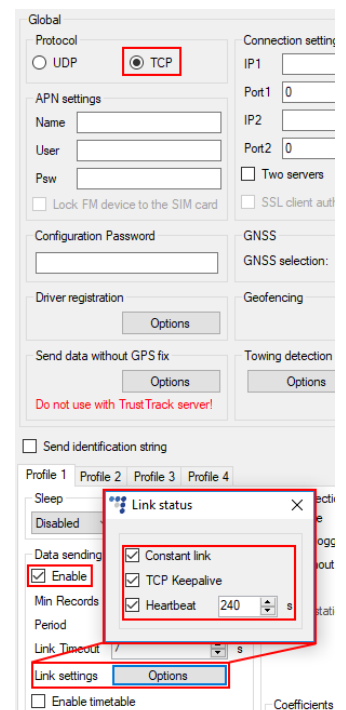 Global
Protocol
UDP
TCP
Connection setting
IP1
APN settings
Port1 0
Name
IP2
User
Port2 0
Psw
Two servers
Lock FM device to the SIM card
SSL client auth
Configuration Password
GNSS
GNSS selection:
Driver registration
Geofencing
Options
Send data without GPS fix
Towing detection
Options
Options
Do not use with TrustTrack server!
Send identification string
Profile 1 Profile 2 Profile 3 Profile 4
Sleep
Link status
Disabled
Data sending
Constant link
Enable
TCP Keepalive
Min Records
Heartbeat 240 s
Period
Link Timeout
s
Link settings Options
Enable timetable
Coefficients